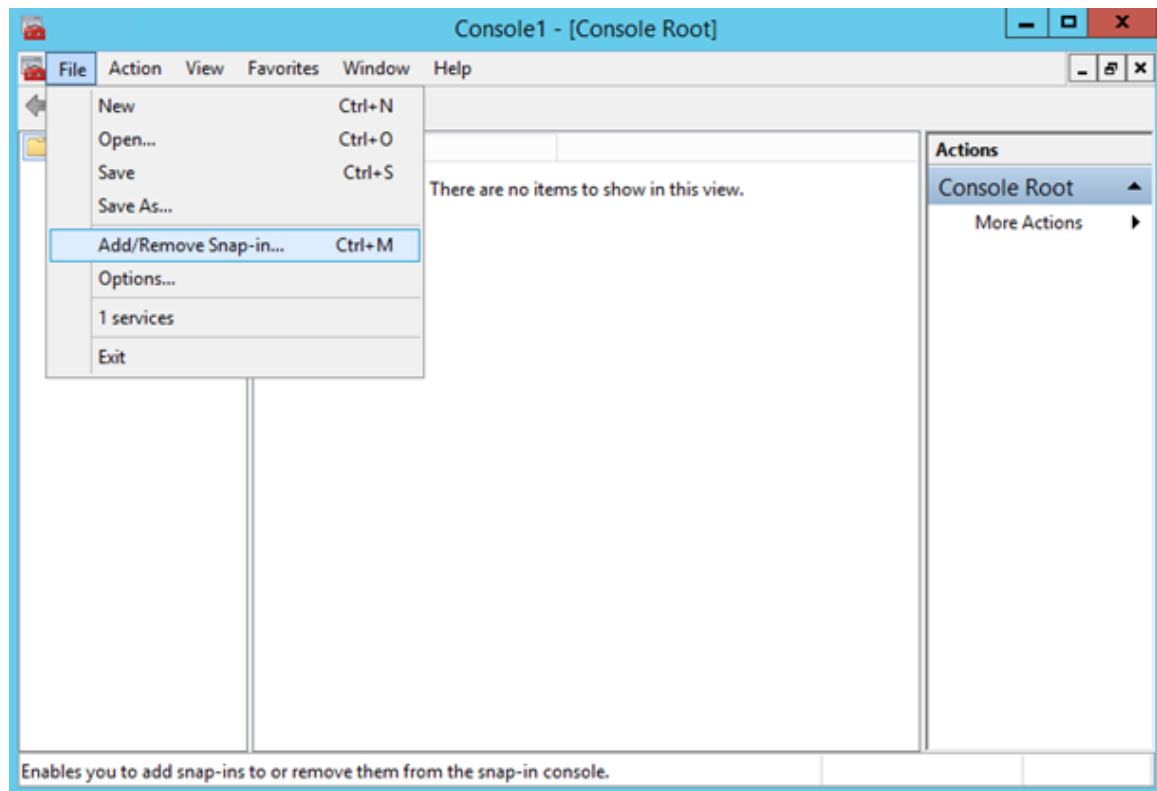 Console1 - [Console Root]
File Action View Favorites Window Help
New Ctrl+N
Open... Ctrl+O
Save Ctrl+S
Save As...
Add/Remove Snap-in... Ctrl+M
Options...
1 services
Exit
There are no items to show in this view.
Actions
Console Root
More Actions
Enables you to add snap-ins to or remove them from the snap-in console.